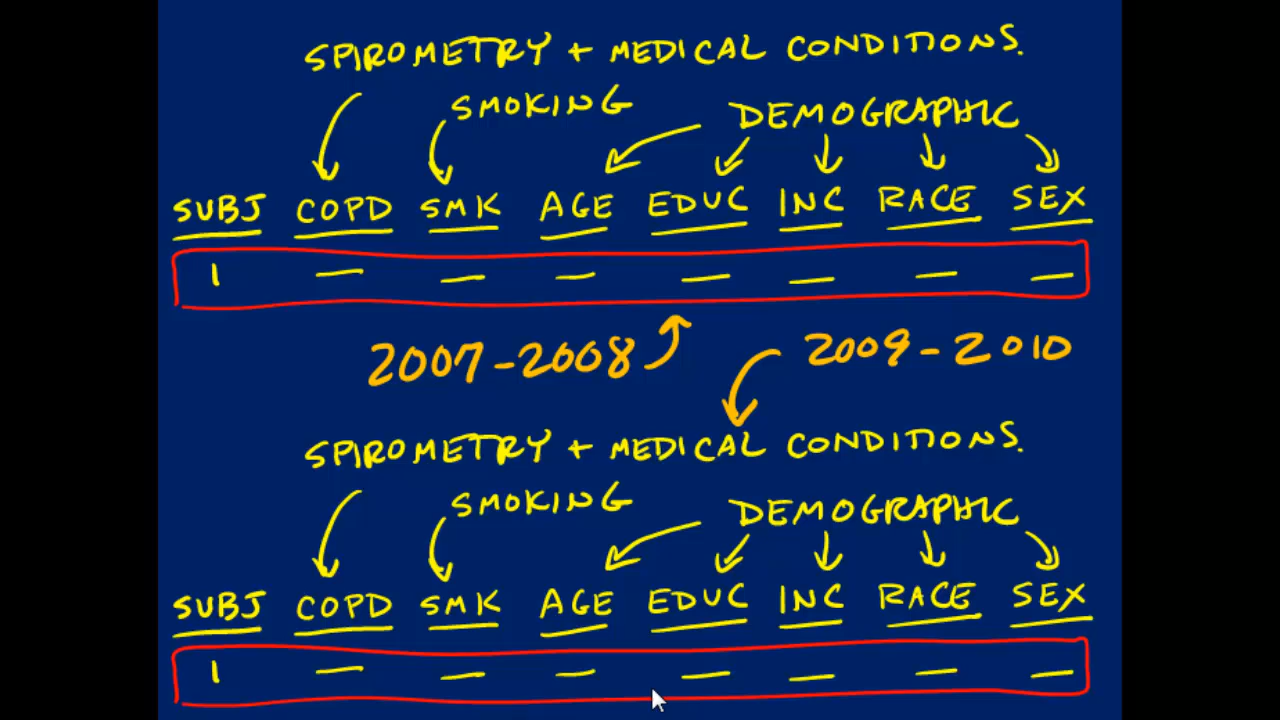 SPIROMETRY + MEDICAL CONDITIONS.
SMOKING DEMOGRAPHIC
SUBJ COPD SMK AGE EDUC INC RACE SEX
1 — — — — — — —
2007-2008 2009-2010
SPIROMETRY + MEDICAL CONDITIONS.
SMOKING DEMOGRAPHIC
SUBJ COPD SMK AGE EDUC INC RACE SEX
1 — — — — — — —